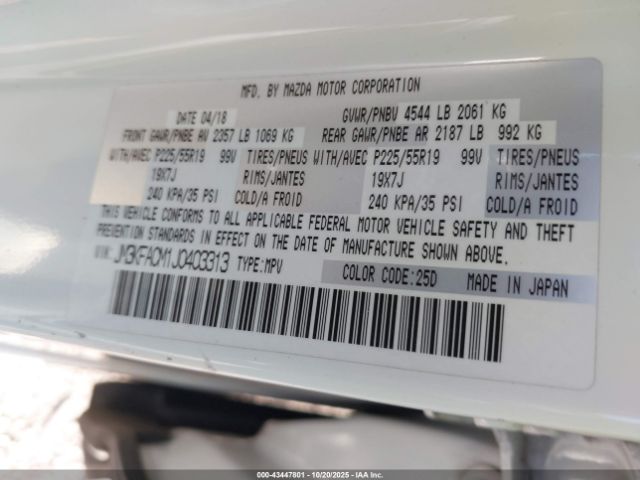 MFD. BY MAZDA MOTOR CORPORATION
DATE 04/18 GVWR/PNBV 4544 LB 2061 KG
FRONT GAWR/PNBE AV 2357 LB 1069 KG REAR GAWR/PNBE AR 2187 LB 992 KG
WITH/AVEC P225/55R19 99V TIRES/PNEUS WITH/AVEC P225/55R19 99V TIRES/PNEUS
19X7J RIMS/JANTES 19X7J RIMS/JANTES
240 KPA/35 PSI COLD/A FROID 240 KPA/35 PSI COLD/A FROID
THIS VEHICLE CONFORMS TO ALL APPLICABLE FEDERAL MOTOR VEHICLE SAFETY AND THEFT
PREVENTION STANDARDS IN EFFECT ON THE DATE OF MANUFACTURE SHOWN ABOVE.
VIN: JM3KFACM1J0403313 TYPE:MPV COLOR CODE:25D MADE IN JAPAN
000-43447801 - 10/20/2025 - IAAI.COM